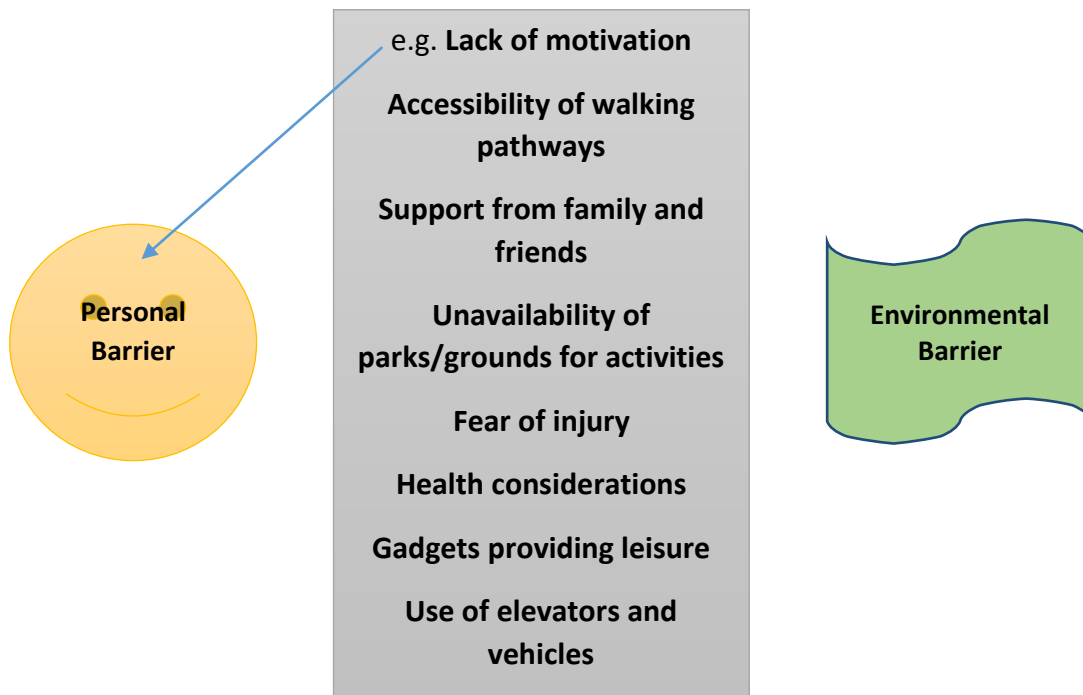 e.g. Lack of motivation
Accessibility of walking
pathways
Support from family and
friends
Unavailability of
parks/grounds for activities
Fear of injury
Health considerations
Gadgets providing leisure
Use of elevators and
vehicles
Personal
Barrier
Environmental
Barrier